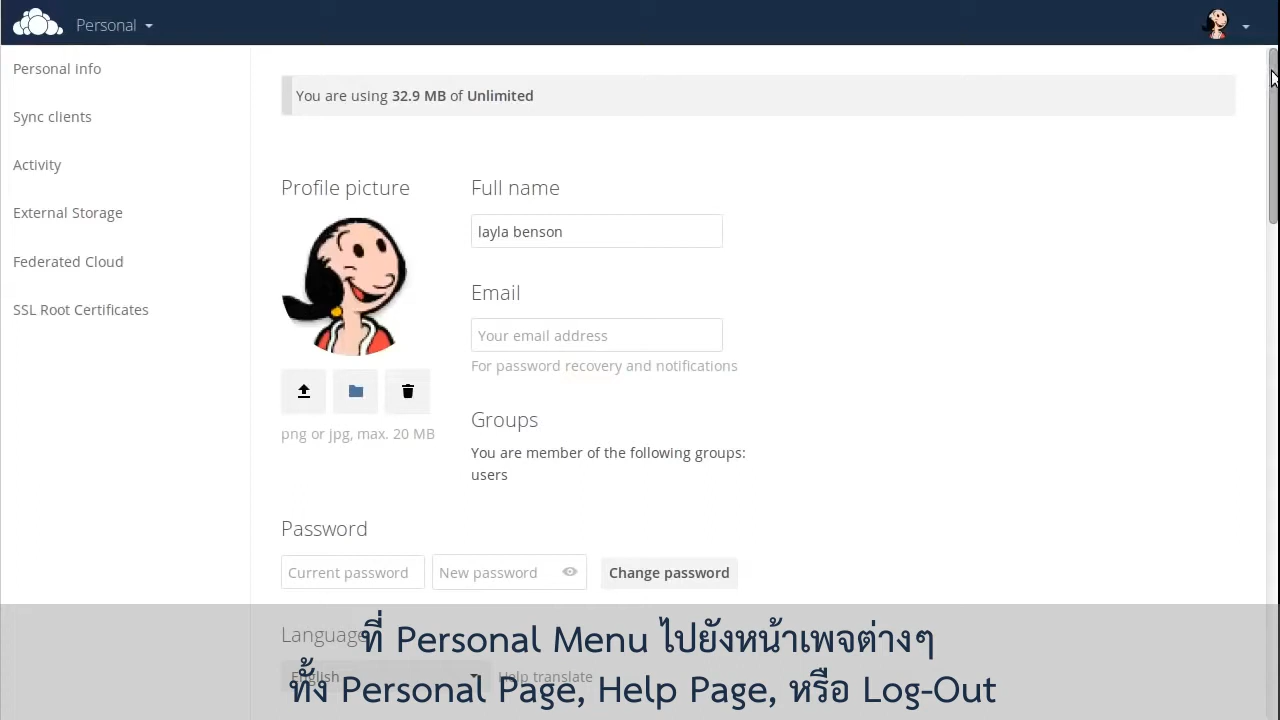 Personal
Personal Info
Sync clients
Activity
External Storage
Federated Cloud
SSL Root Certificates
You are using 32.9 MB of Unlimited
Profile picture
png or jpg, max. 20 MB
Full name
layla benson
Email
Your email address
For password recovery and notifications
Groups
You are member of the following groups:
users
Password
Current password
New password
Change password
Language
English
Help translate
ที่ Personal Menu ไปยังหน้าเพจต่างๆ
ทั้ง Personal Page, Help Page, หรือ Log-Out